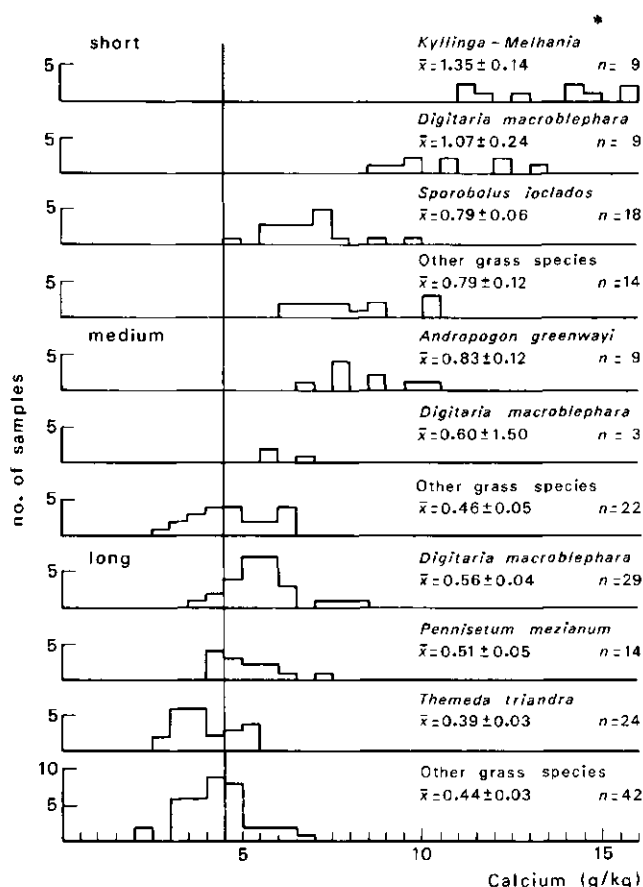 *
short
Kyllinga - Melhania
5
x̄=1.35±0.14 n= 9
Digitaria macroblephara
5
x̄=1.07±0.24 n= 9
Sporobolus ioclados
5
x̄=0.79±0.06 n=18
Other grass species
5
x̄=0.79±0.12 n=14
medium
Andropogon greenwayi
5
x̄=0.83±0.12 n= 9
Digitaria macroblephara
5
x̄=0.60±1.50 n= 3
Other grass species
5
x̄=0.46±0.05 n=22
long
Digitaria macroblephara
5
x̄=0.56±0.04 n=29
Pennisetum mezianum
5
x̄=0.51±0.05 n=14
Themeda triandra
5
x̄=0.39±0.03 n=24
Other grass species
10
x̄=0.44±0.03 n=42
5
no. of samples
5 10 15
Calcium (g/kg)